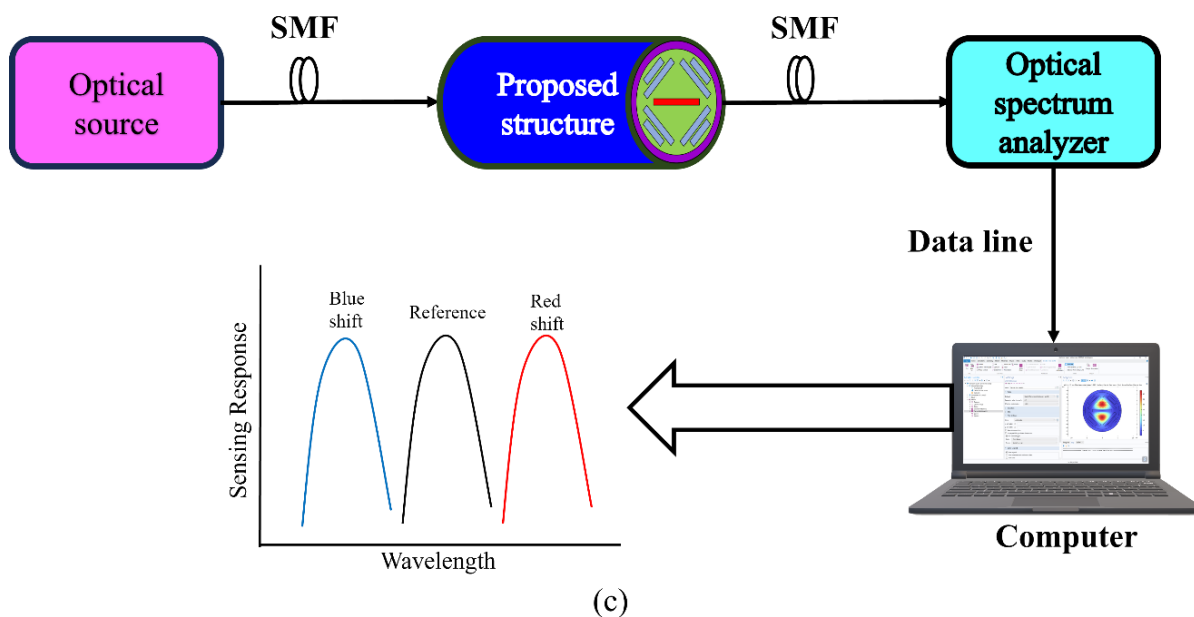 SMF
SMF
Optical
source
Proposed
structure
Optical
spectrum
analyzer
Data line
Blue
shift
Reference
Red
shift
Sensing Response
Wavelength
Computer
(c)